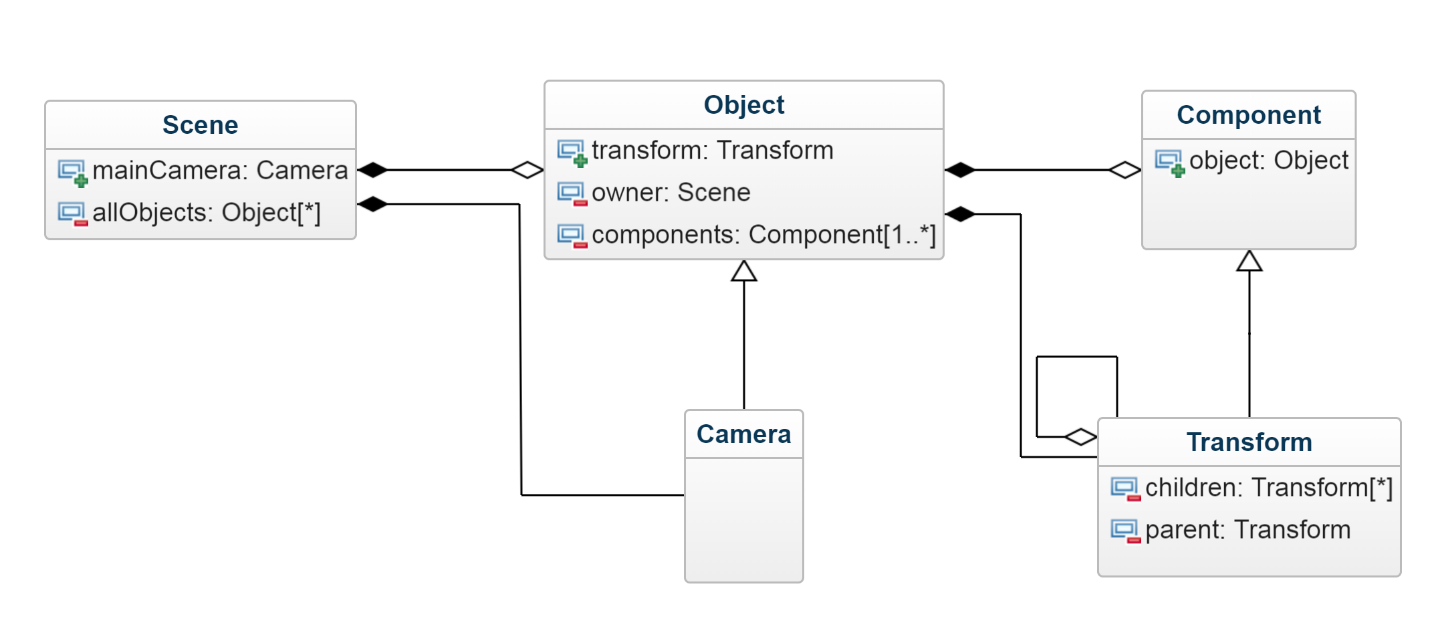 Scene
mainCamera: Camera
allObjects: Object[*]
Object
transform: Transform
owner: Scene
components: Component[1..*]
Component
object: Object
Camera
Transform
children: Transform[*]
parent: Transform